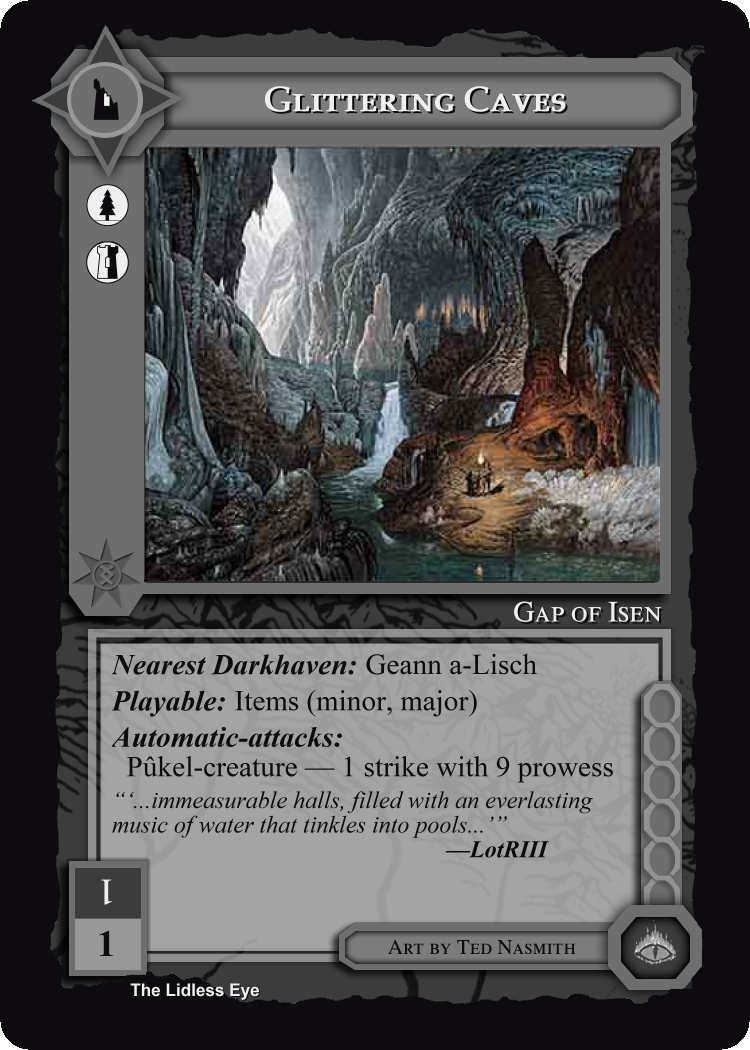 Glittering Caves
Gap of Isen
Nearest Darkhaven: Geann a-Lisch
Playable: Items (minor, major)
Automatic-attacks:
Pûkel-creature — 1 strike with 9 prowess
“‘...immeasurable halls, filled with an everlasting
music of water that tinkles into pools...’”
—LotRIII
1
1
Art by Ted Nasmith
The Lidless Eye